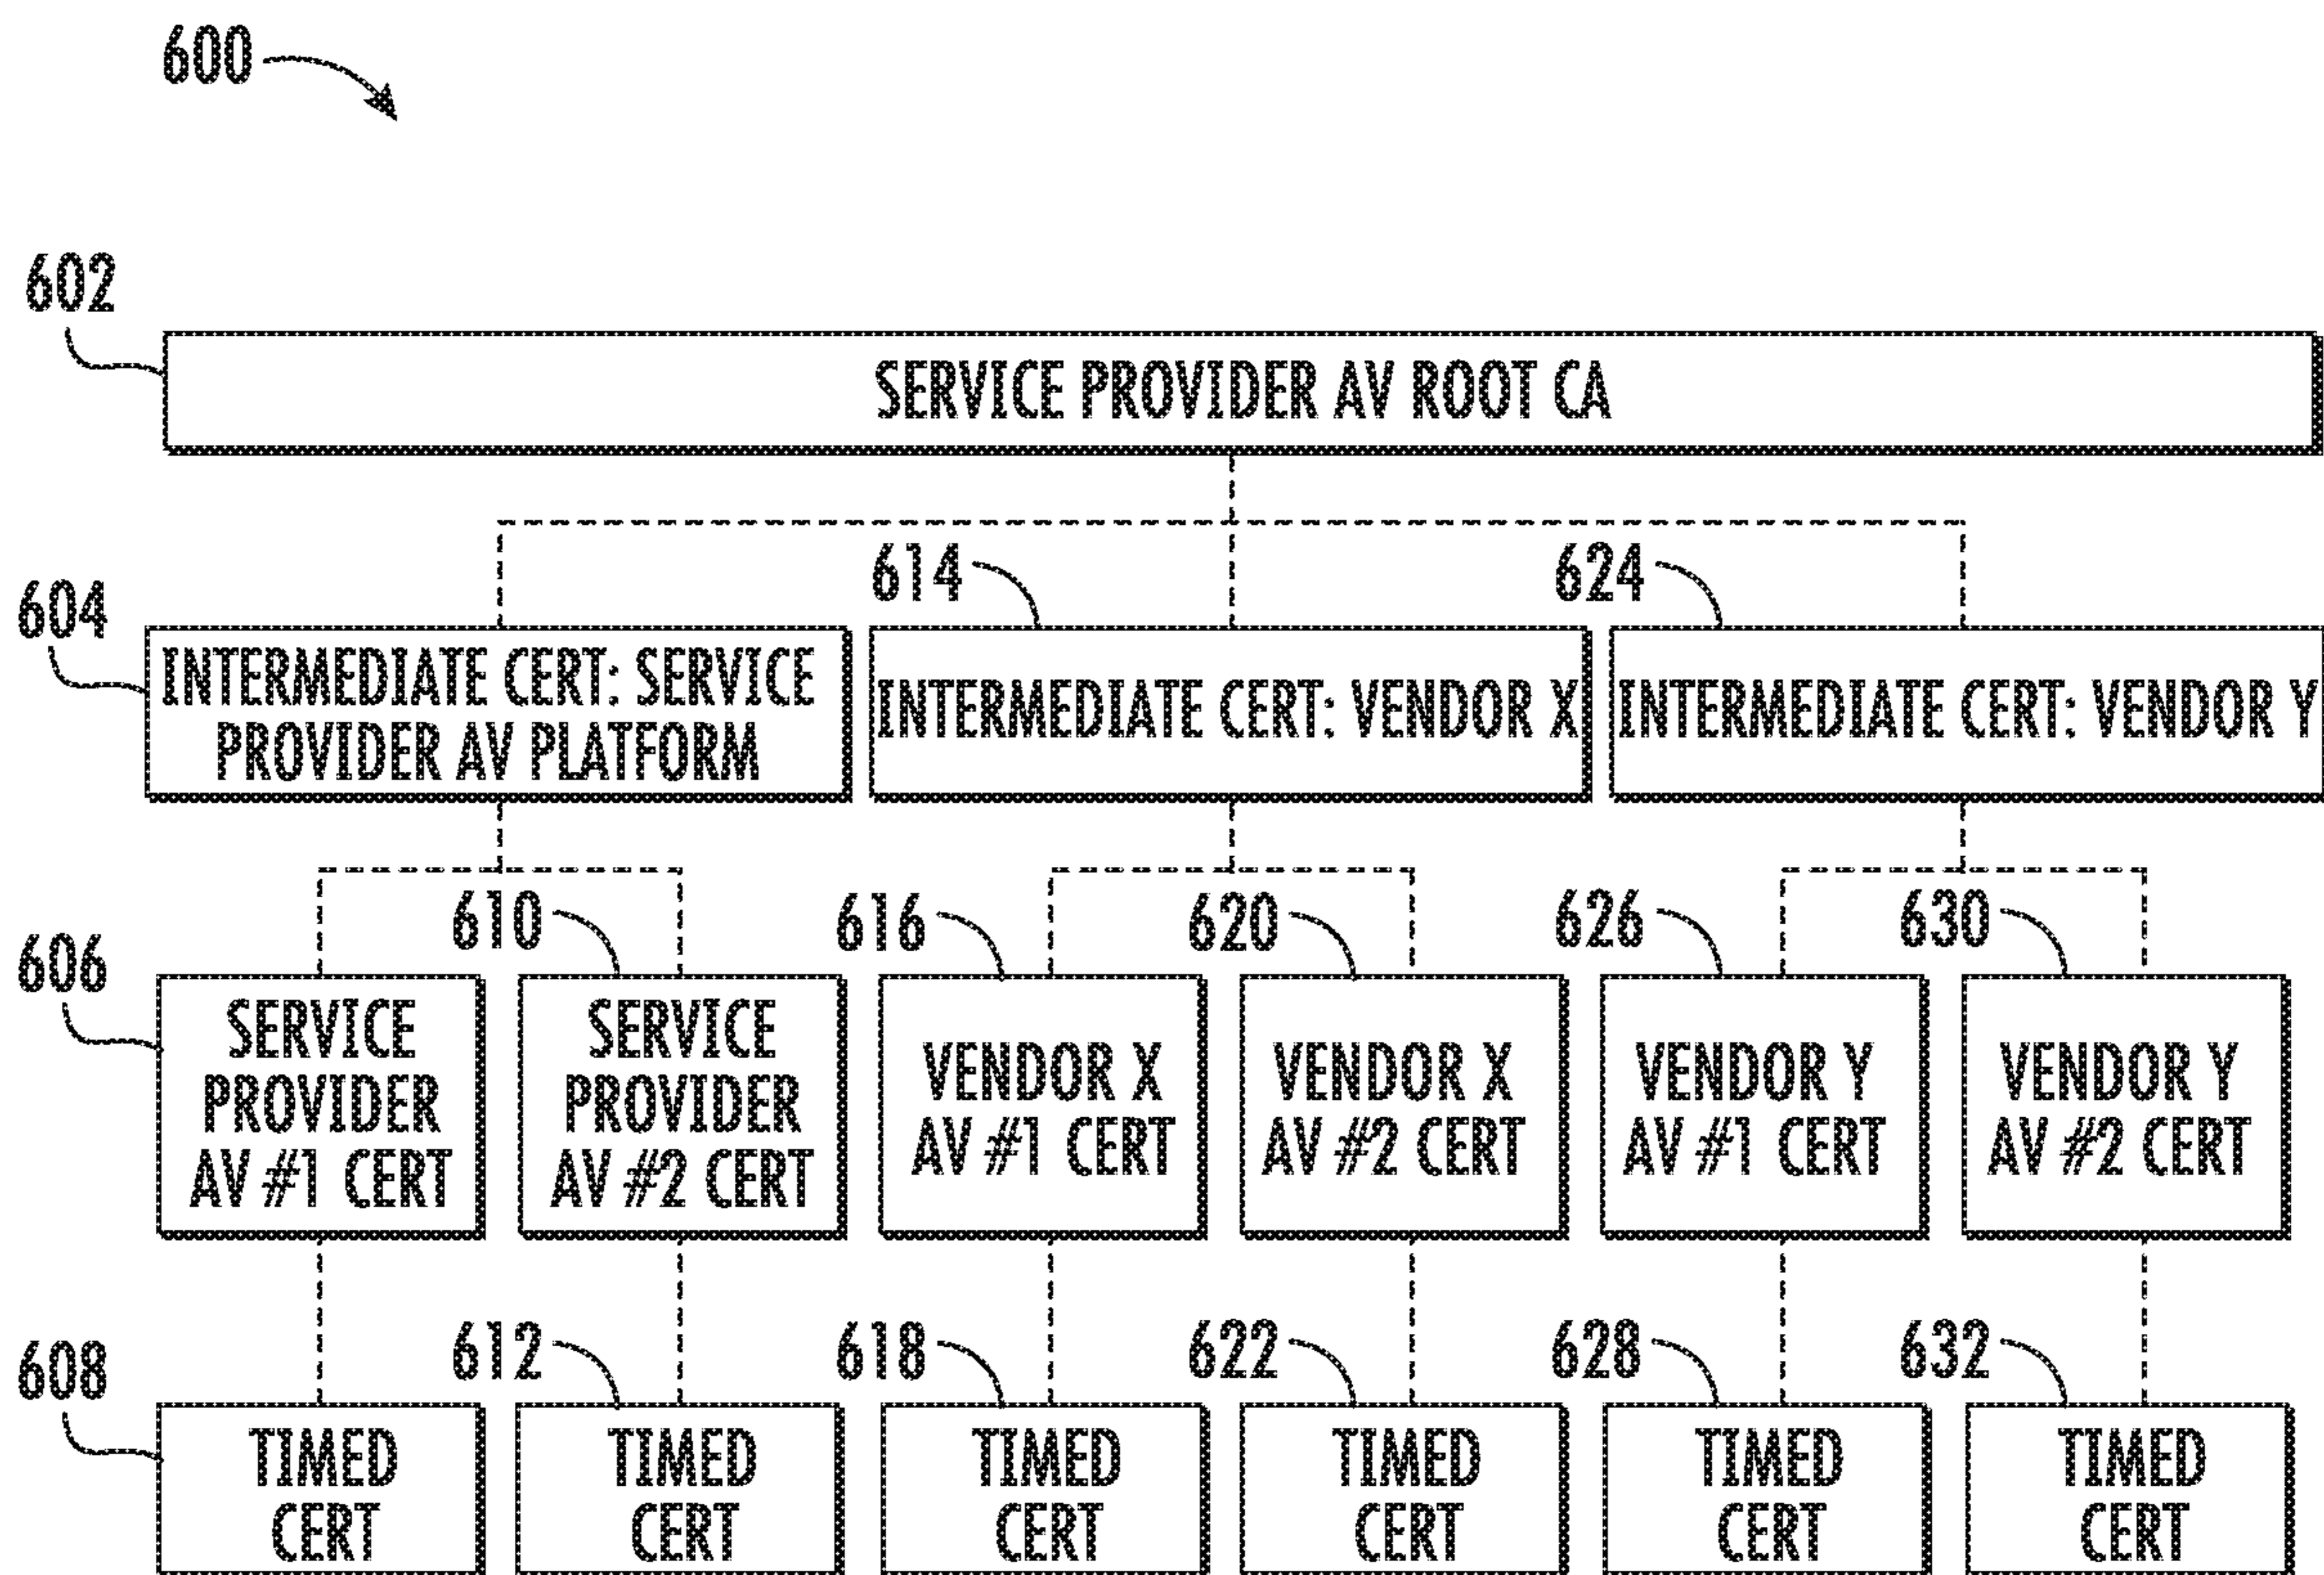 600
602
SERVICE PROVIDER AV ROOT CA
604
614
624
INTERMEDIATE CERT: SERVICE
PROVIDER AV PLATFORM
INTERMEDIATE CERT: VENDOR X
INTERMEDIATE CERT: VENDOR Y
606
610
616
620
626
630
SERVICE
PROVIDER
AV #1 CERT
SERVICE
PROVIDER
AV #2 CERT
VENDOR X
AV #1 CERT
VENDOR X
AV #2 CERT
VENDOR Y
AV #1 CERT
VENDOR Y
AV #2 CERT
608
612
618
622
628
632
TIMED
CERT
TIMED
CERT
TIMED
CERT
TIMED
CERT
TIMED
CERT
TIMED
CERT